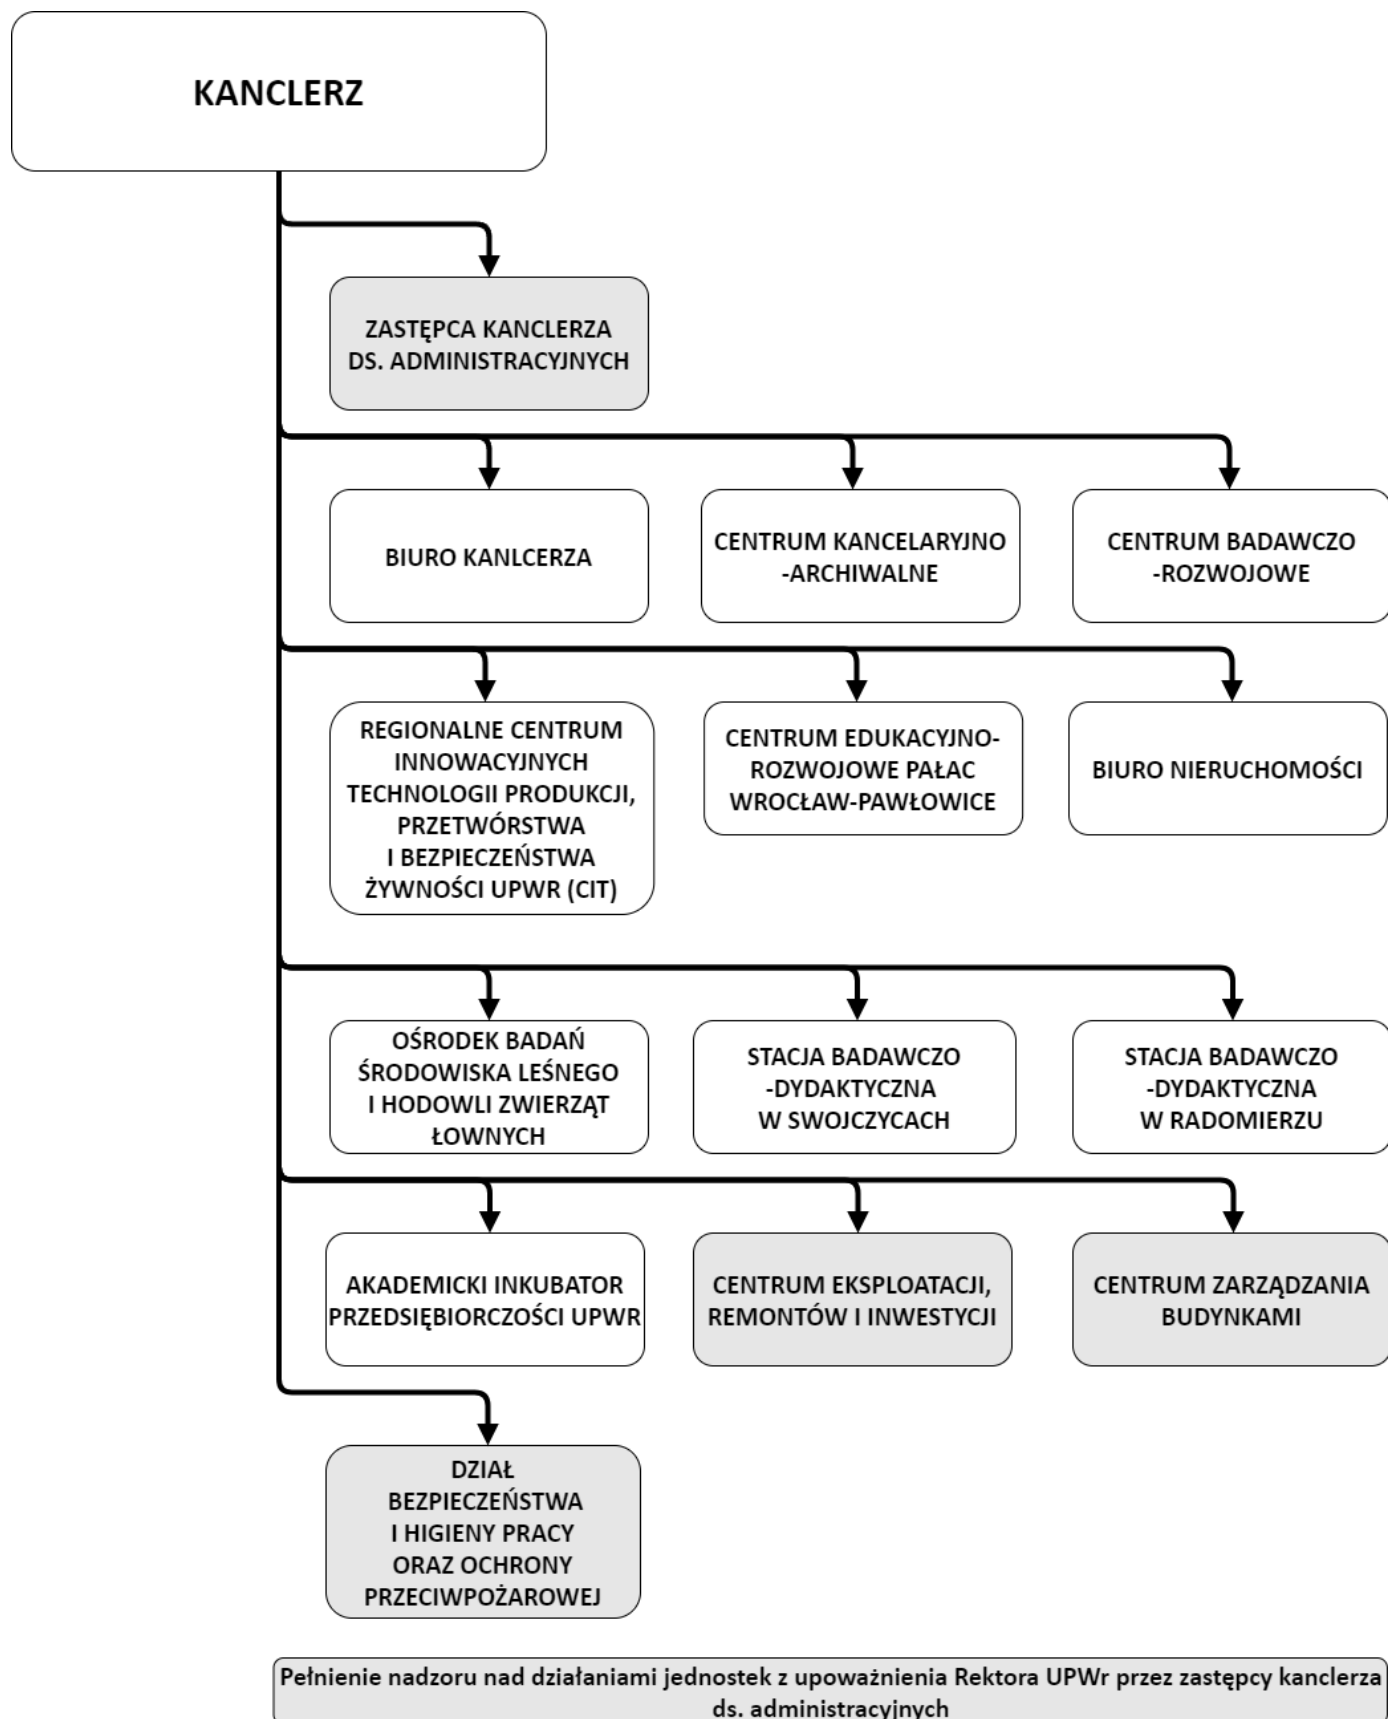 KANCLERZ
ZASTĘPCA KANCLERZA
DS. ADMINISTRACYJNYCH
BIURO KANLCERZA
CENTRUM KANCELARYJNO
-ARCHIWALNE
CENTRUM BADAWCZO
-ROZWOJOWE
REGIONALNE CENTRUM
INNOWACYJNYCH
TECHNOLOGII PRODUKCJI,
PRZETWÓRSTWA
I BEZPIECZEŃSTWA
ŻYWNOŚCI UPWR (CIT)
CENTRUM EDUKACYJNO-
ROZWOJOWE PAŁAC
WROCŁAW-PAWŁOWICE
BIURO NIERUCHOMOŚCI
OŚRODEK BADAŃ
ŚRODOWISKA LEŚNEGO
I HODOWLI ZWIERZĄT
ŁOWNYCH
STACJA BADAWCZO
-DYDAKTYCZNA
W SWOJCZYCACH
STACJA BADAWCZO
-DYDAKTYCZNA
W RADOMIERZU
AKADEMICKI INKUBATOR
PRZEDSIĘBIORCZOŚCI UPWR
CENTRUM EKSPLOATACJI,
REMONTÓW I INWESTYCJI
CENTRUM ZARZĄDZANIA
BUDYNKAMI
DZIAŁ
BEZPIECZEŃSTWA
I HIGIENY PRACY
ORAZ OCHRONY
PRZECIWPOŻAROWEJ
Pełnienie nadzoru nad działaniami jednostek z upoważnienia Rektora UPWr przez zastępcy kanclerza
ds. administracyjnych